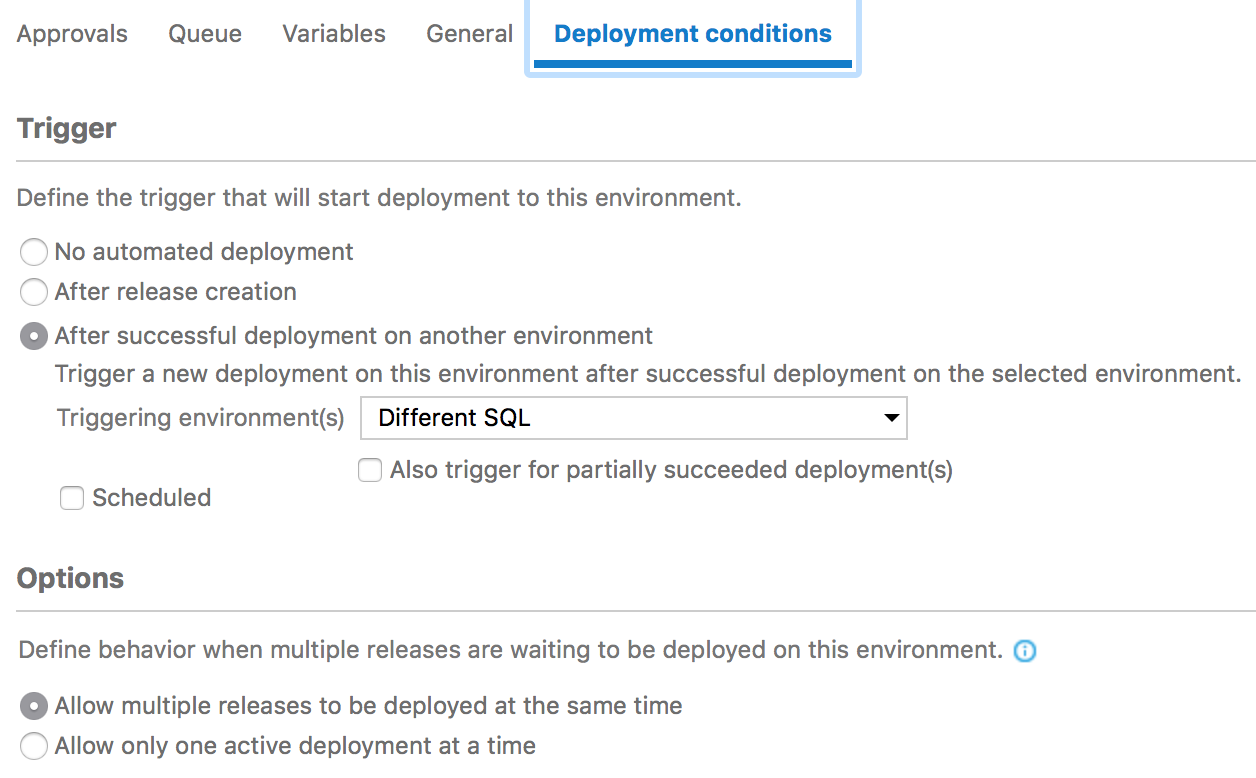 Approvals Queue Variables General Deployment conditions
Trigger
Define the trigger that will start deployment to this environment.
No automated deployment
After release creation
After successful deployment on another environment
Trigger a new deployment on this environment after successful deployment on the selected environment.
Triggering environment(s) Different SQL
Also trigger for partially succeeded deployment(s)
Scheduled
Options
Define behavior when multiple releases are waiting to be deployed on this environment.
Allow multiple releases to be deployed at the same time
Allow only one active deployment at a time